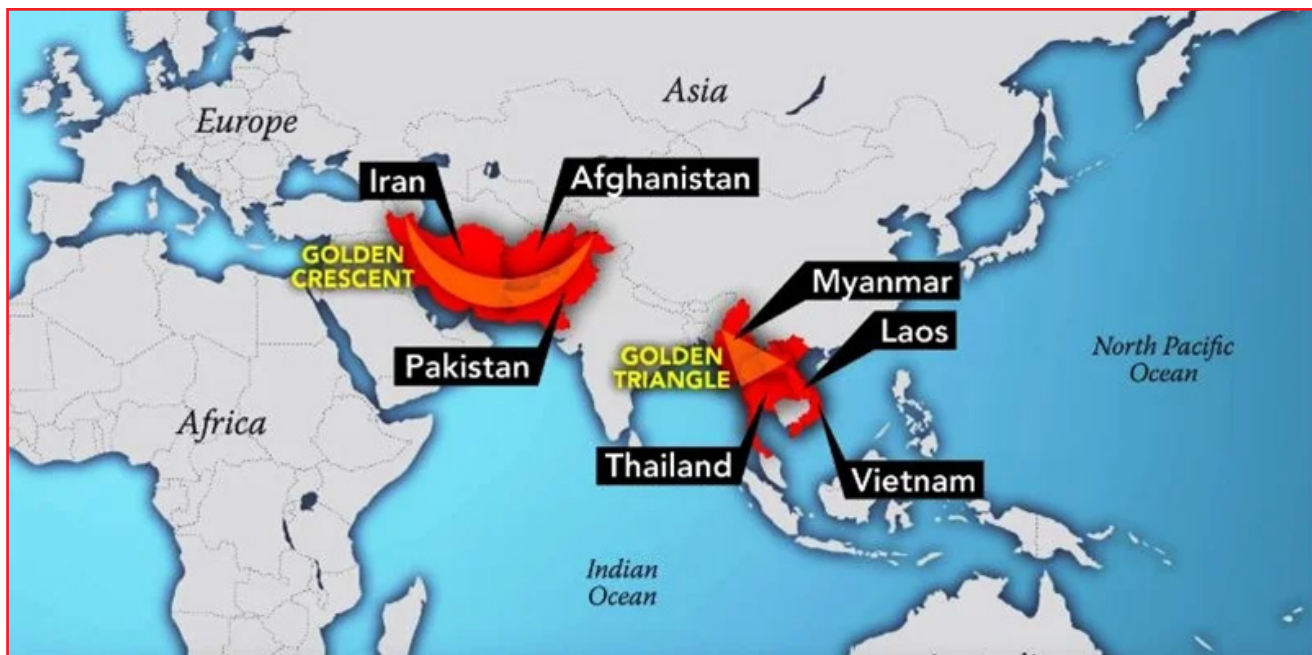 Asia
Europe
Iran
Afghanistan
GOLDEN
CRESCENT
Myanmar
Laos
Pakistan
GOLDEN
TRIANGLE
North Pacific
Ocean
Africa
Thailand
Vietnam
Indian
Ocean